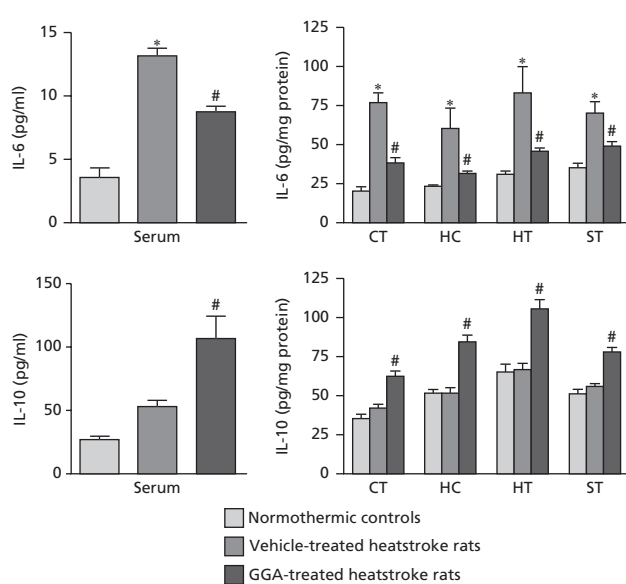 IL-6 (pg/ml)
15
10
5
0
*
#
Serum
IL-6 (pg/mg protein)
125
100
75
50
25
0
* # * # * # * #
CT HC HT ST
IL-10 (pg/ml)
150
100
50
0
#
Serum
IL-10 (pg/mg protein)
125
100
75
50
25
0
# # # #
CT HC HT ST
Normothermic controls
Vehicle-treated heatstroke rats
GGA-treated heatstroke rats